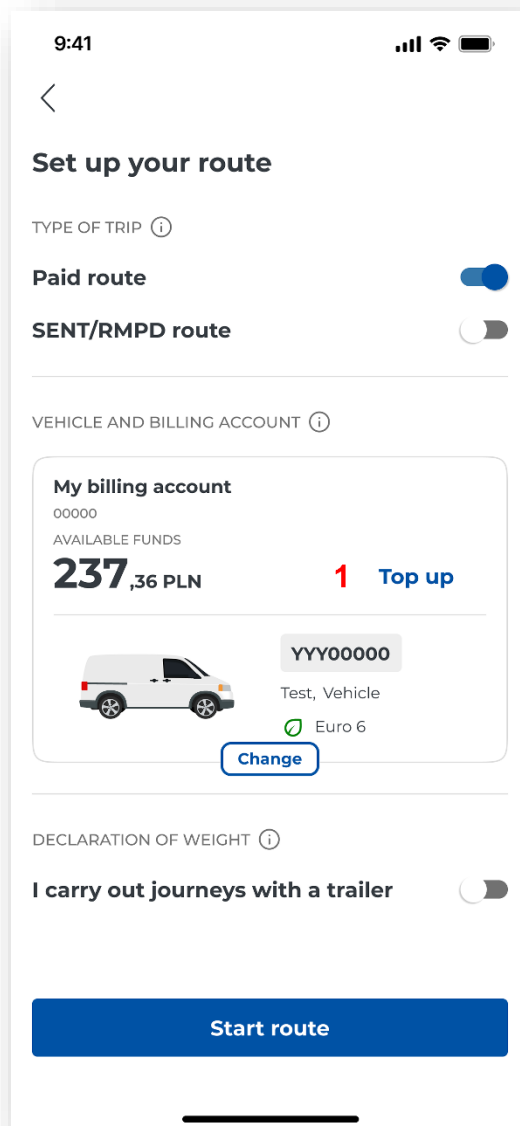 9:41
Set up your route
TYPE OF TRIP
Paid route
SENT/RMPD route
VEHICLE AND BILLING ACCOUNT
My billing account
00000
AVAILABLE FUNDS
237,36 PLN 1 Top up
YYY00000
Test, Vehicle
Euro 6
Change
DECLARATION OF WEIGHT
I carry out journeys with a trailer
Start route